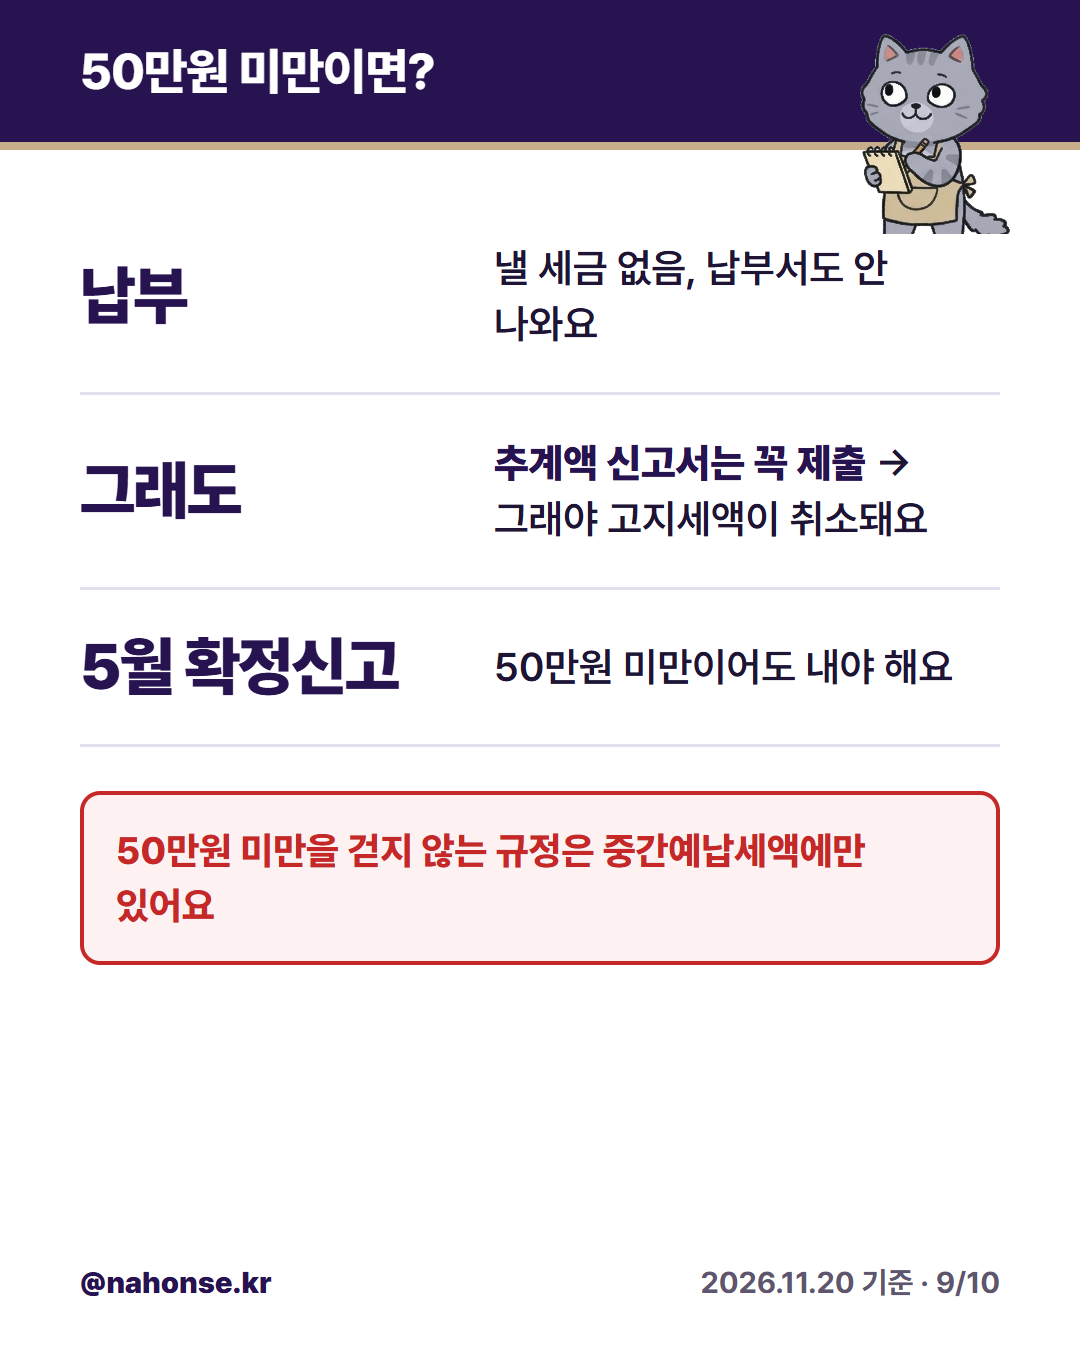 50만원 미만이면?
납부
낼 세금 없음, 납부서도 안
나와요
그래도
추계액 신고서는 꼭 제출 →
그래야 고지세액이 취소돼요
5월 확정신고
50만원 미만이어도 내야 해요
50만원 미만을 걷지 않는 규정은 중간예납세액에만
있어요
@nahonse.kr
2026.11.20 기준 · 9/10